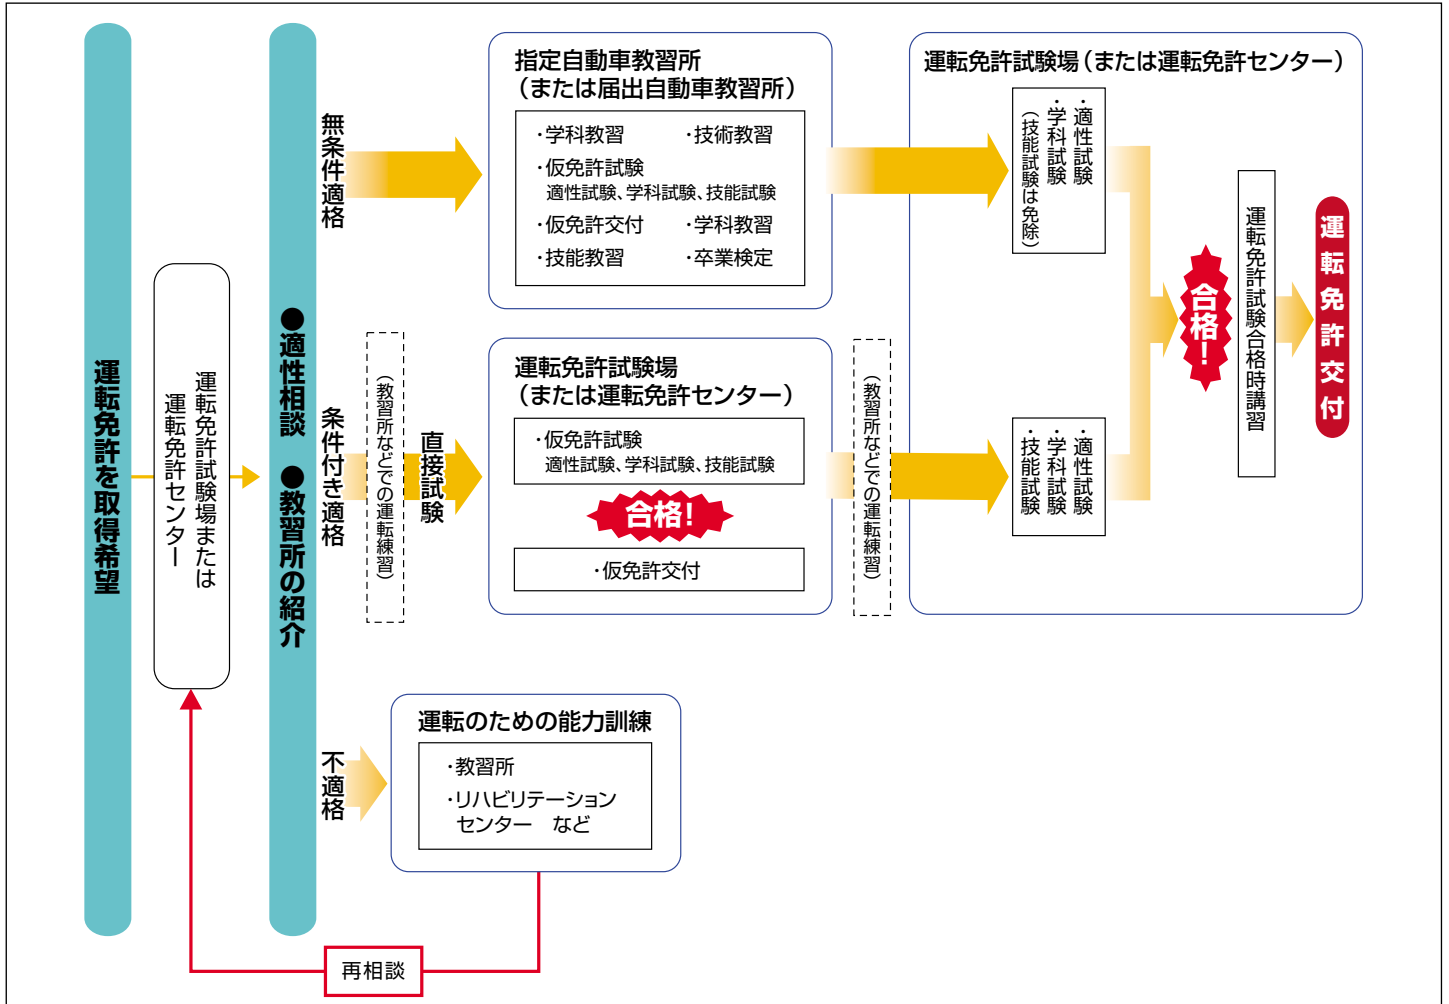 運転免許を取得希望
運転免許試験場または
運転免許センター
●適性相談 ●教習所の紹介
無条件適格
指定自動車教習所
(または届出自動車教習所)
・学科教習 ・技術教習
・仮免許試験
適性試験、学科試験、技能試験
・仮免許交付 ・学科教習
・技能教習 ・卒業検定
条件付き適格
(教習所などでの運転練習)
直接試験
運転免許試験場
(または運転免許センター)
・仮免許試験
適性試験、学科試験、技能試験
合格!
・仮免許交付
(教習所などでの運転練習)
運転免許試験場(または運転免許センター)
・適性試験
・学科試験
(技能試験は免除)
・適性試験
・学科試験
・技能試験
合格!
運転免許試験合格時講習
運転免許交付
不適格
運転のための能力訓練
・教習所
・リハビリテーション
センター など
再相談